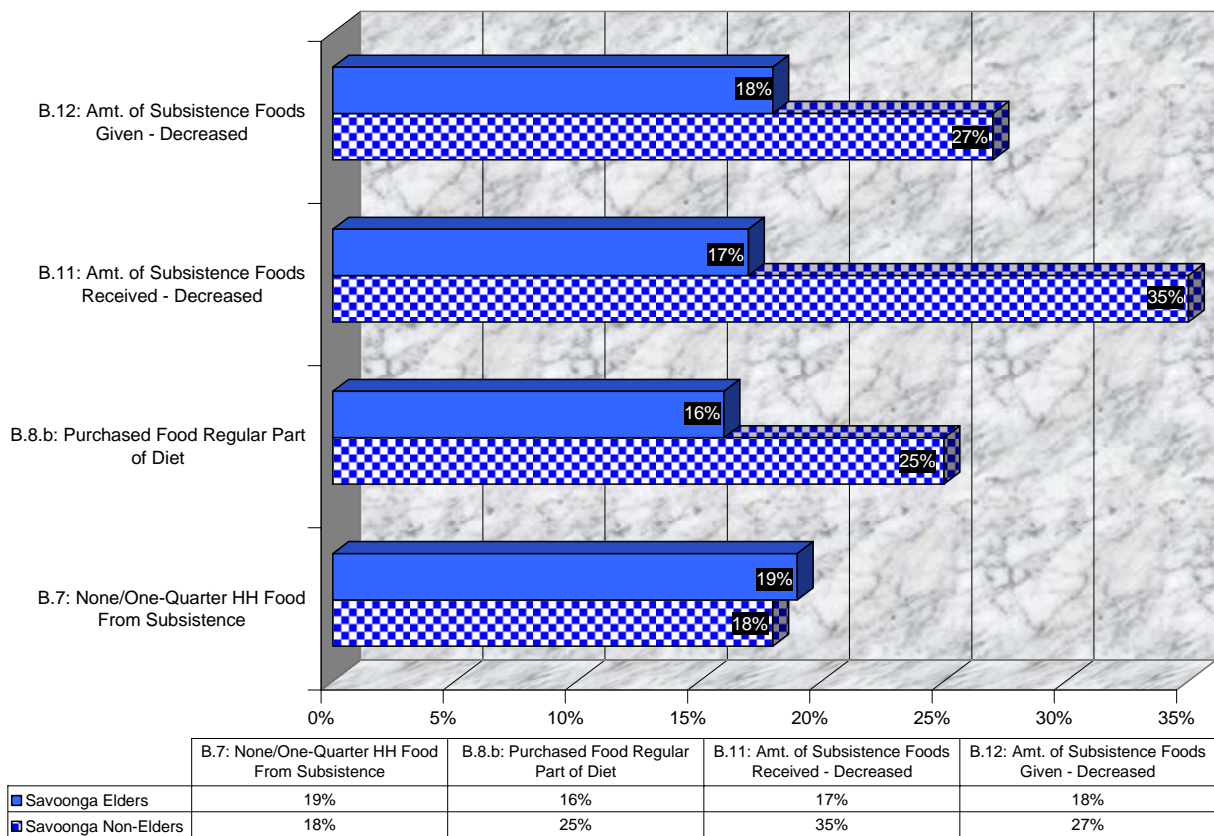 B.12: Amt. of Subsistence Foods
Given - Decreased
18%
27%
B.11: Amt. of Subsistence Foods
Received - Decreased
17%
35%
B.8.b: Purchased Food Regular Part
of Diet
16%
25%
B.7: None/One-Quarter HH Food
From Subsistence
19%
18%
0% 5% 10% 15% 20% 25% 30% 35%
B.7: None/One-Quarter HH Food
From Subsistence
B.8.b: Purchased Food Regular
Part of Diet
B.11: Amt. of Subsistence Foods
Received - Decreased
B.12: Amt. of Subsistence Foods
Given - Decreased
Savoonga Elders 19% 16% 17% 18%
Savoonga Non-Elders 18% 25% 35% 27%